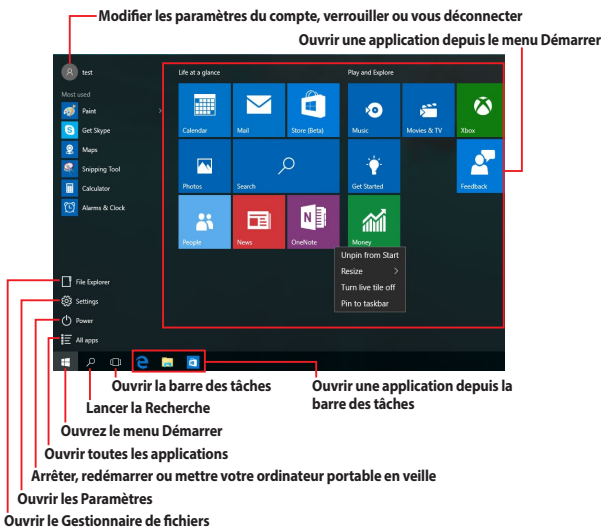 Modifier les paramètres du compte, verrouiller ou vous déconnecter
Ouvrir une application depuis le menu Démarrer
test
Most used
Paint
Get Skype
Maps
Snipping Tool
Calculator
Alarms & Clock
File Explorer
Settings
Power
All apps
Life at a glance
Play and Explore
Calendar
Mail
Store (Beta)
Music
Movies & TV
Xbox
Photos
Search
Get Started
Feedback
People
News
OneNote
Money
Unpin from Start
Resize
Turn live tile off
Pin to taskbar
Ouvrir la barre des tâches
Ouvrir une application depuis la
barre des tâches
Lancer la Recherche
Ouvrez le menu Démarrer
Ouvrir toutes les applications
Arrêter, redémarrer ou mettre votre ordinateur portable en veille
Ouvrir les Paramètres
Ouvrir le Gestionnaire de fichiers